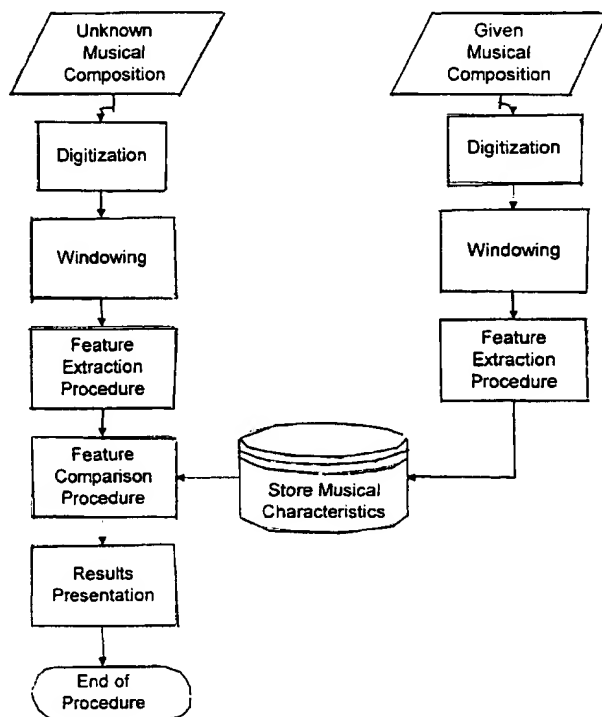 Unknown
Musical
Composition
Digitization
Windowing
Feature
Extraction
Procedure
Feature
Comparison
Procedure
Results
Presentation
End of
Procedure
Given
Musical
Composition
Digitization
Windowing
Feature
Extraction
Procedure
Store Musical
Characteristics